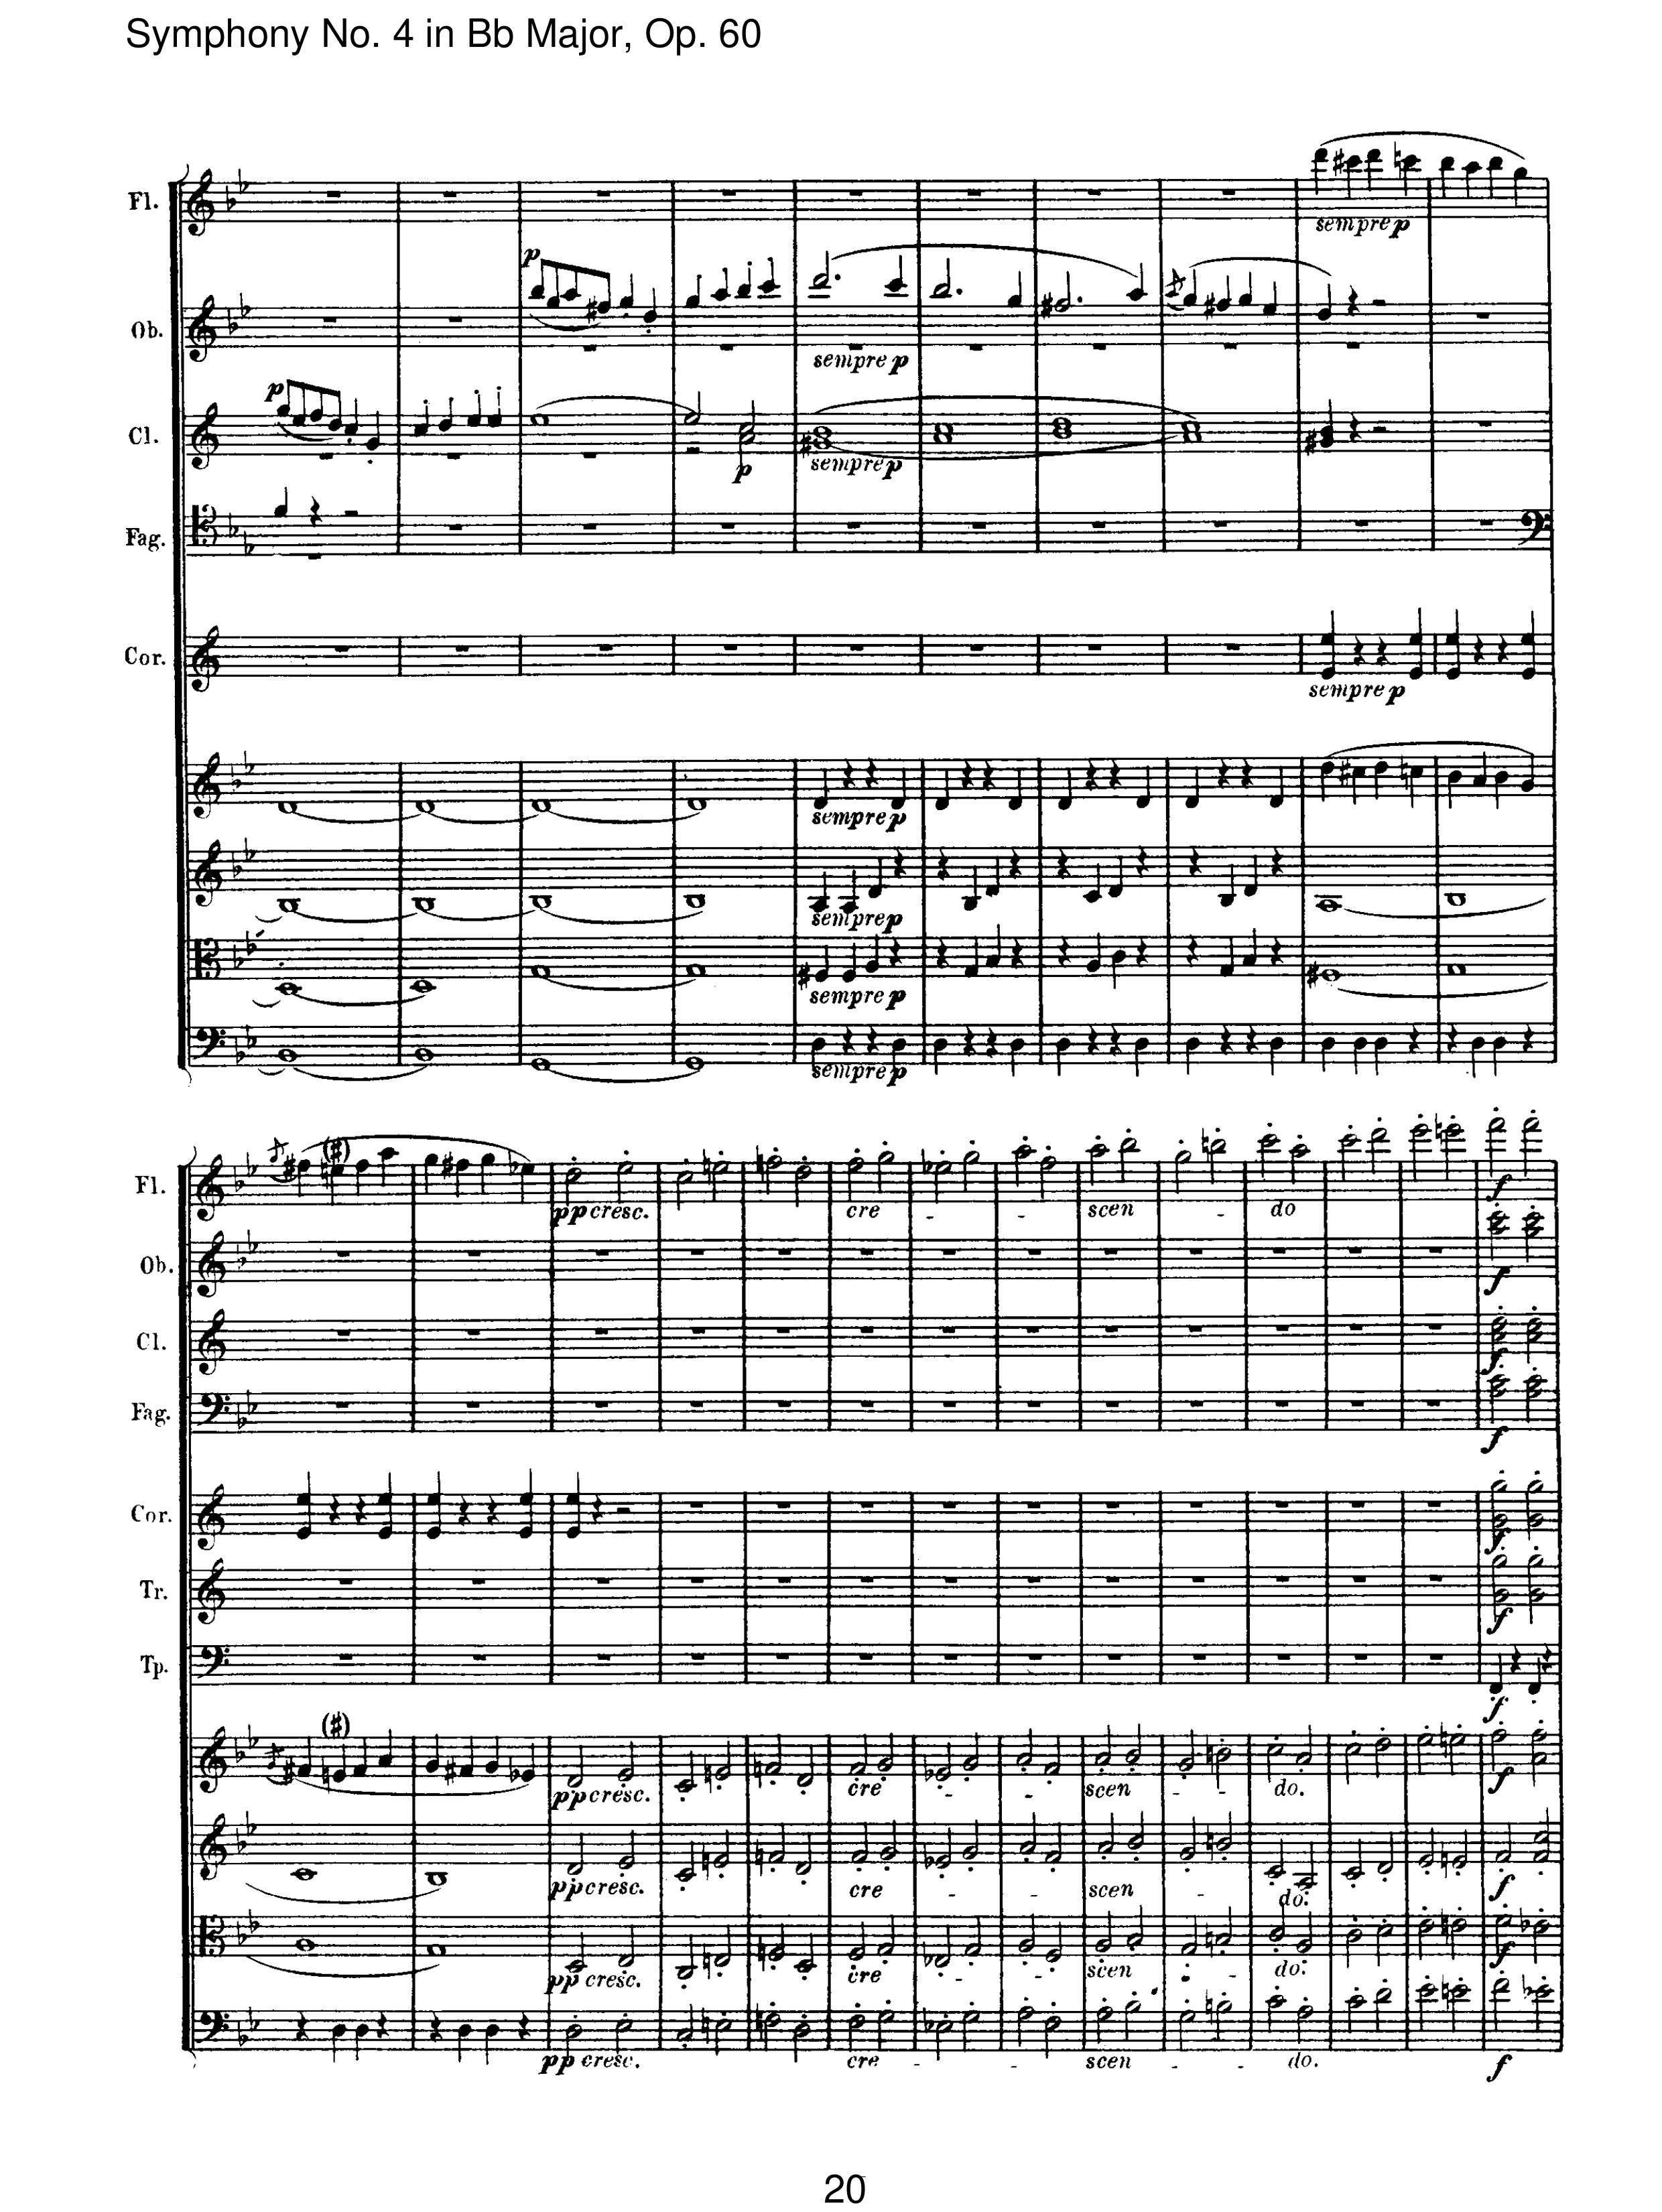 Symphony No. 4 in Bb Major, Op. 60
Fl.
sempre p
p
Ob.
sempre p
p
Cl.
p
sempre p
Fag.
Cor.
sempre p
sempre p
sempre p
sempre p
sempre p
Fl.
(#)
pp cresc. cre - - scen - do
f
Ob.
f
Cl.
f
Fag.
f
Cor.
f
Tr.
f
Tp.
f
(#)
pp cresc. cre - - scen - - do. f
pp cresc. cre - - scen - do. f
pp cresc. cre - - scen - - do. f
pp cresc. cre - - scen - - do. f
20